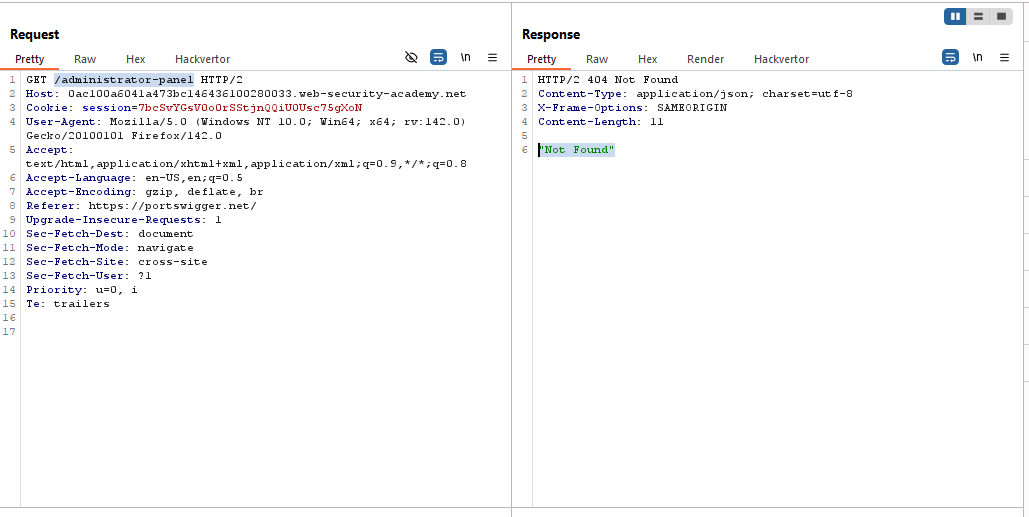 Request
Pretty Raw Hex Hackvertor
\n
1 GET /administrator-panel HTTP/2
2 Host: 0ac100a6041a473bc146436100280033.web-security-academy.net
3 Cookie: session=7bcSvYGsV0o0rSStjnQQiUOUsc75gXoN
4 User-Agent: Mozilla/5.0 (Windows NT 10.0; Win64; x64; rv:142.0)
Gecko/20100101 Firefox/142.0
5 Accept:
text/html,application/xhtml+xml,application/xml;q=0.9,*/*;q=0.8
6 Accept-Language: en-US,en;q=0.5
7 Accept-Encoding: gzip, deflate, br
8 Referer: https://portswigger.net/
9 Upgrade-Insecure-Requests: 1
10 Sec-Fetch-Dest: document
11 Sec-Fetch-Mode: navigate
12 Sec-Fetch-Site: cross-site
13 Sec-Fetch-User: ?1
14 Priority: u=0, i
15 Te: trailers
16
17
Response
Pretty Raw Hex Render Hackvertor
\n
1 HTTP/2 404 Not Found
2 Content-Type: application/json; charset=utf-8
3 X-Frame-Options: SAMEORIGIN
4 Content-Length: 11
5
6 "Not Found"